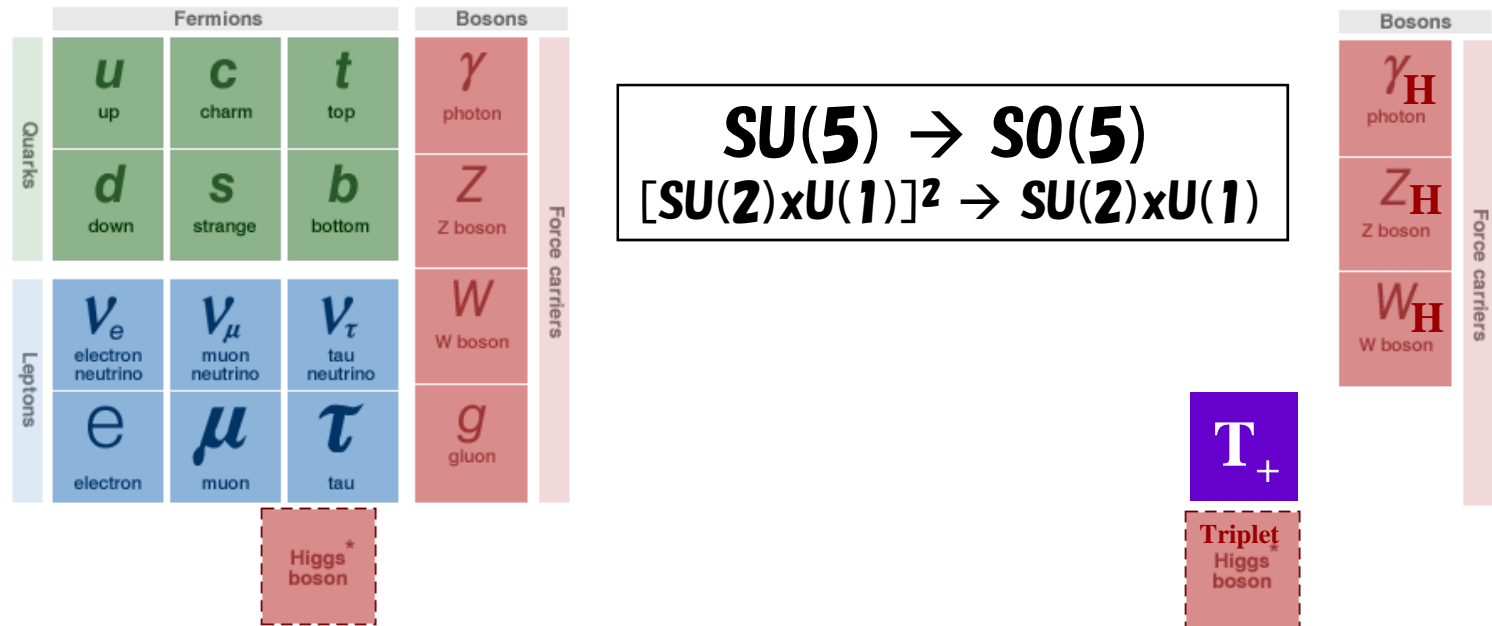 Fermions
Bosons
Quarks
u
up
c
charm
t
top
d
down
s
strange
b
bottom
Leptons
νe
electron
neutrino
νμ
muon
neutrino
ντ
tau
neutrino
e
electron
μ
muon
τ
tau
γ
photon
Z
Z boson
W
W boson
g
gluon
Force carriers
Higgs*
boson
SU(5) → SO(5)
[SU(2)xU(1)]² → SU(2)xU(1)
Bosons
γH
photon
ZH
Z boson
WH
W boson
Force carriers
T+
Triplet
Higgs*
boson